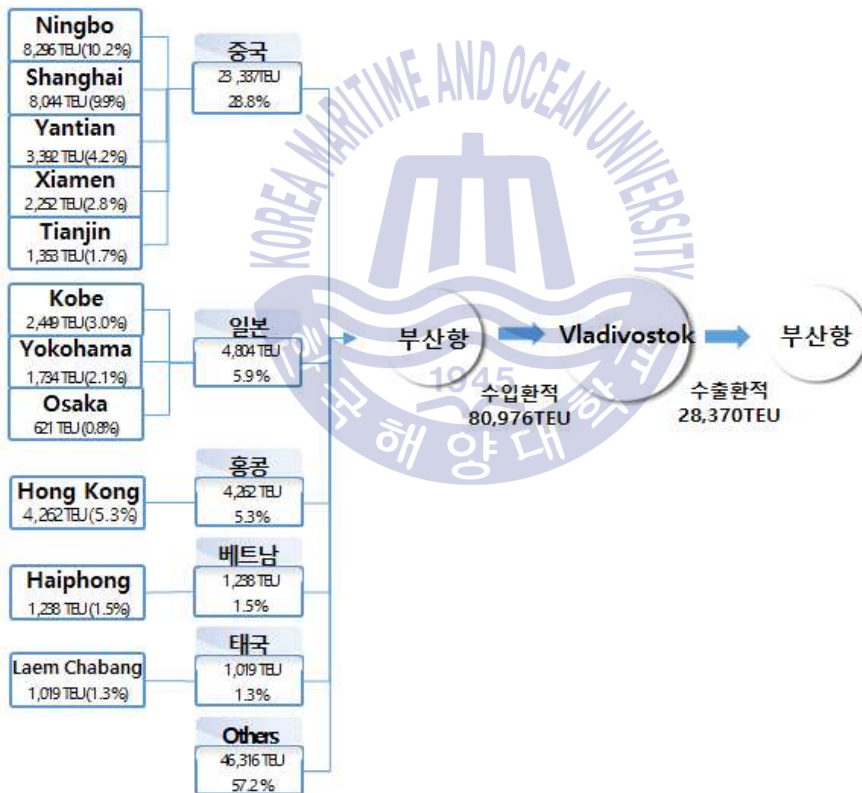 Ningbo
8,296 TEU(10.2%)
Shanghai
8,044 TEU(9.9%)
Yantian
3,392 TEU(4.2%)
Xiamen
2,252 TEU(2.8%)
Tianjin
1,353 TEU(1.7%)
중국
23 ,337TEU
28.8%
Kobe
2,449 TEU(3.0%)
Yokohama
1,734 TEU(2.1%)
Osaka
621 TEU(0.8%)
일본
4,804 TEU
5.9%
Hong Kong
4,262 TEU(5.3%)
홍콩
4,262 TEU
5.3%
Haiphong
1,238 TEU(1.5%)
베트남
1,238 TEU
1.5%
Laem Chabang
1,019 TEU(1.3%)
태국
1,019 TEU
1.3%
Others
46,316 TEU
57.2%
부산항
수입환적
80,976TEU
Vladivostok
수출환적
28,370TEU
부산항
KOREA MARITIME AND OCEAN UNIVERSITY
1945
한국해양대학교